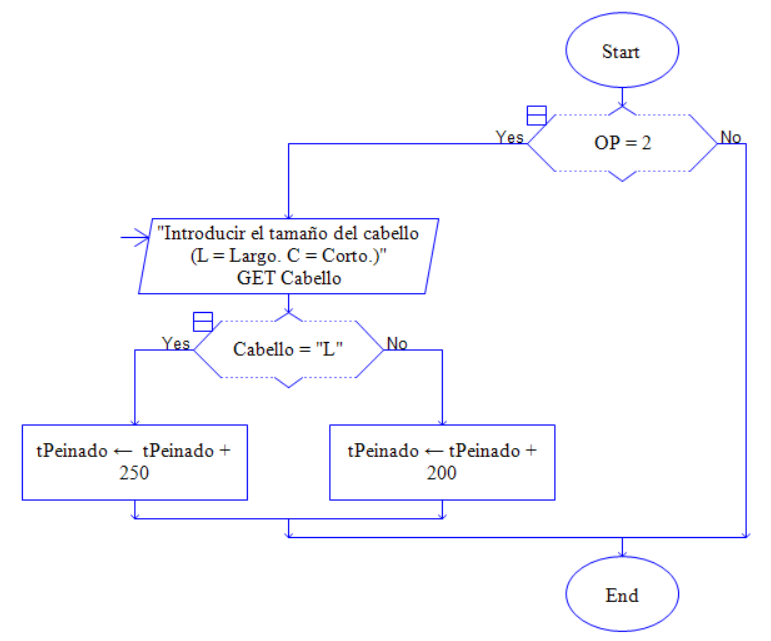 Start
OP = 2
Yes
No
"Introducir el tamaño del cabello
(L = Largo. C = Corto.)"
GET Cabello
Cabello = "L"
Yes
No
tPeinado ← tPeinado +
250
tPeinado ← tPeinado +
200
End